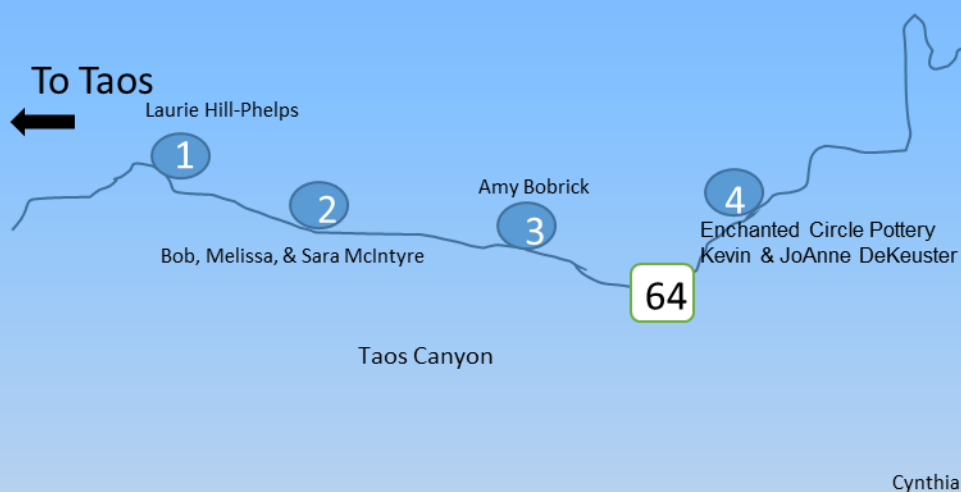 To Taos
Laurie Hill-Phelps
1
2
Amy Bobrick
3
4
Enchanted Circle Pottery
Kevin & JoAnne DeKeuster
Bob, Melissa, & Sara McIntyre
64
Taos Canyon
Cynthia